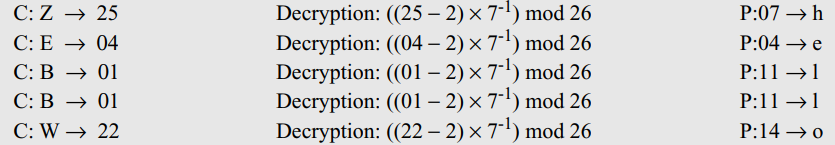 C: Z → 25 Decryption: ((25 – 2) × 7⁻¹) mod 26 P:07 → h
C: E → 04 Decryption: ((04 – 2) × 7⁻¹) mod 26 P:04 → e
C: B → 01 Decryption: ((01 – 2) × 7⁻¹) mod 26 P:11 → l
C: B → 01 Decryption: ((01 – 2) × 7⁻¹) mod 26 P:11 → l
C: W → 22 Decryption: ((22 – 2) × 7⁻¹) mod 26 P:14 → o